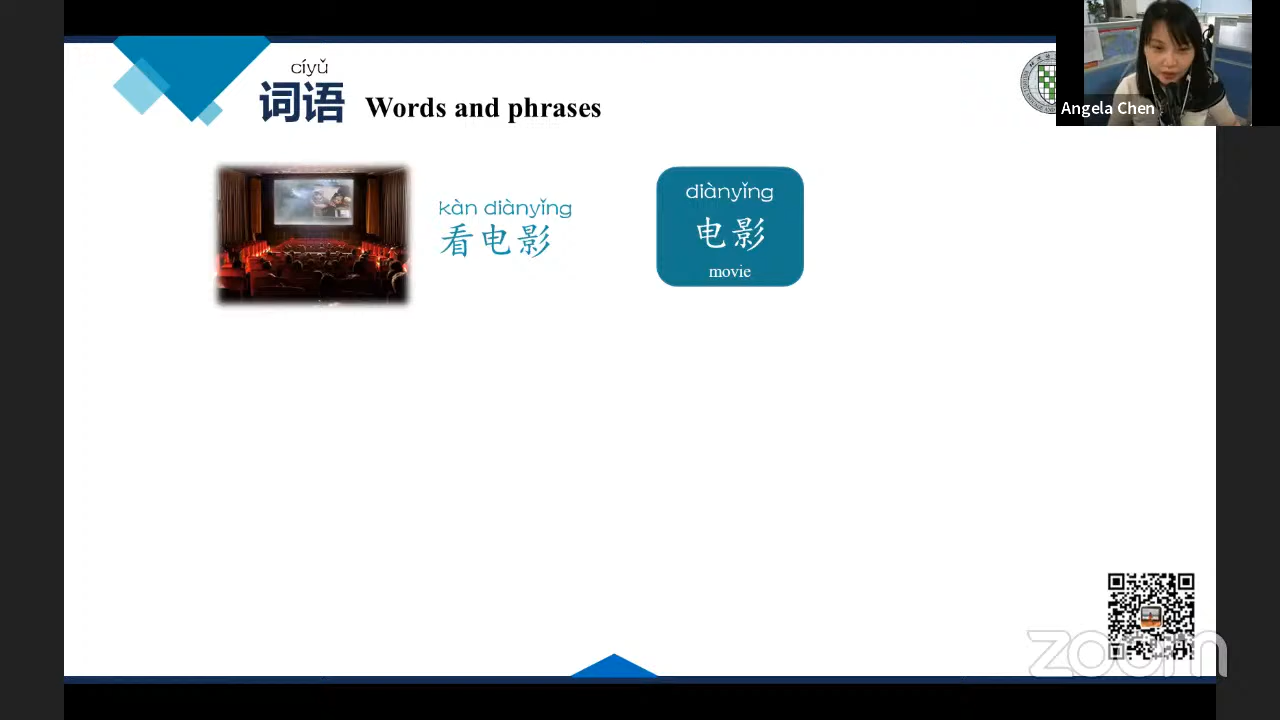 cíyǔ
词语 Words and phrases
Angela Chen
kàn diànyǐng
看电影
diànyǐng
电影
movie
zoom